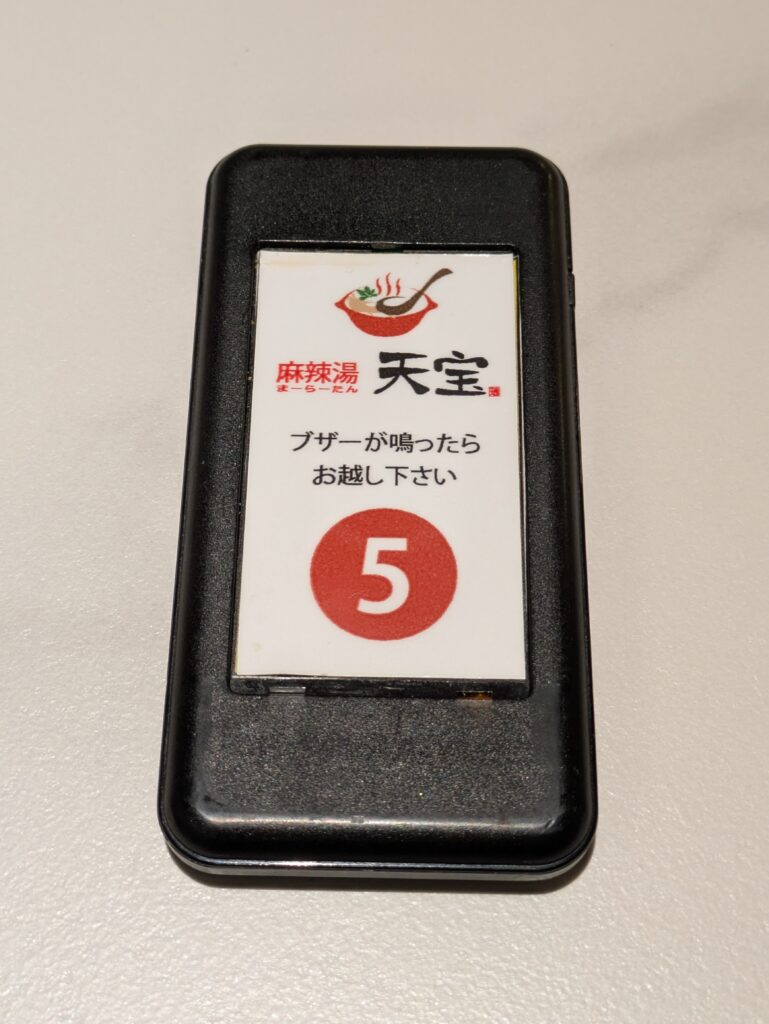 麻辣湯 天宝
まーらーたん
ブザーが鳴ったら
お越し下さい
5